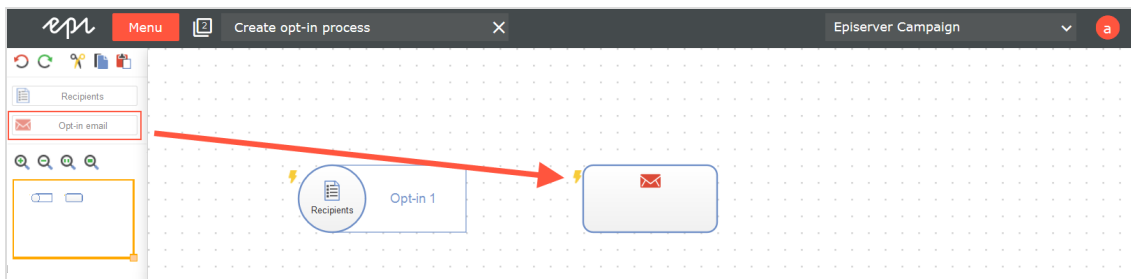 epi Menu 2 Create opt-in process Episerver Campaign a
Recipients
Opt-in email
Recipients
Opt-in 1